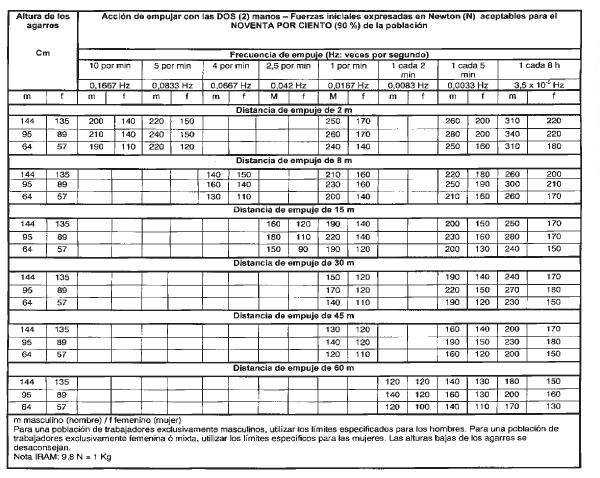 Altura de los agarres
Acción de empujar con las DOS (2) manos – Fuerzas iniciales expresadas en Newton (N) aceptables para el
NOVENTA POR CIENTO (90 %) de la población
Cm
Frecuencia de empuje (Hz: veces por segundo)
10 por min 5 por min 4 por min 2,5 por min 1 por min 1 cada 2 min 1 cada 5 min 1 cada 8 h
0,1667 Hz 0,0833 Hz 0,0667 Hz 0,042 Hz 0,0167 Hz 0,0083 Hz 0,0033 Hz 3,5 x 10⁻⁵ Hz
m f m f m f m f M f m f m f m f m f
Distancia de empuje de 2 m
144 135 200 140 220 150 250 170 260 200 310 220
95 89 210 140 240 150 260 170 280 200 340 220
64 57 190 110 220 120 240 140 250 160 310 180
Distancia de empuje de 8 m
144 135 140 150 210 160 220 180 260 200
95 89 160 140 230 160 250 190 300 210
64 57 130 110 200 140 210 160 260 170
Distancia de empuje de 15 m
144 135 160 120 190 140 200 150 250 170
95 89 180 110 220 140 230 160 280 170
64 57 150 90 190 120 200 130 240 150
Distancia de empuje de 30 m
144 135 150 120 190 140 240 170
95 89 170 120 220 150 270 180
64 57 140 110 190 120 230 150
Distancia de empuje de 45 m
144 135 130 120 160 140 200 170
95 89 140 120 190 150 230 180
64 57 120 110 160 120 200 150
Distancia de empuje de 60 m
144 135 120 120 140 130 180 150
95 89 140 120 160 130 200 160
64 57 120 100 140 110 170 130
m masculino (hombre) / f femenino (mujer)
Para una población de trabajadores exclusivamente masculinos, utilizar los límites especificados para los hombres. Para una población de
trabajadores exclusivamente femenina ó mixta, utilizar los límites específicos para las mujeres. Las alturas bajas de los agarres se
desaconsejan.
Nota IRAM: 9,8 N = 1 Kg